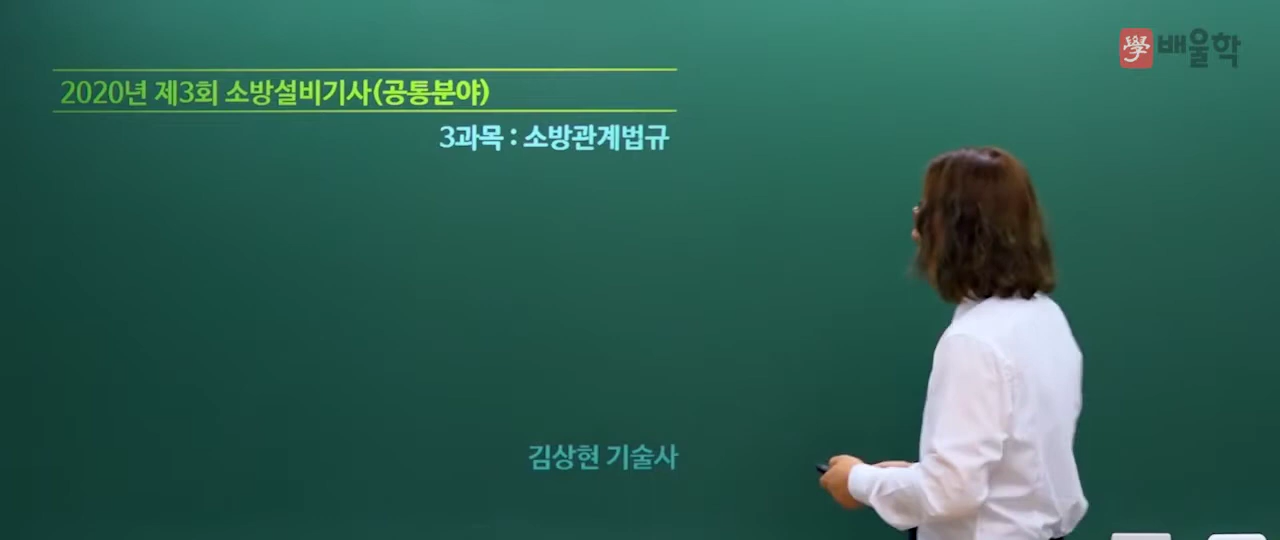 學 배울학
2020년 제3회 소방설비기사(공통분야)
3과목 : 소방관계법규
김상현 기술사